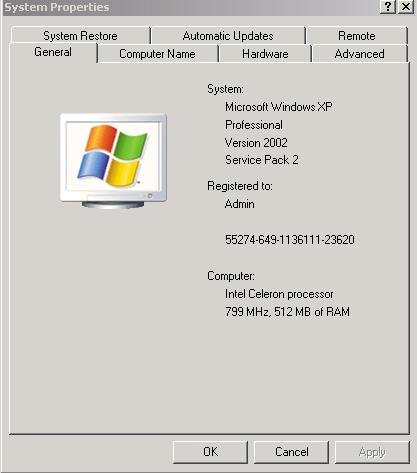 System Properties
System Restore
Automatic Updates
Remote
General
Computer Name
Hardware
Advanced
System:
Microsoft Windows XP
Professional
Version 2002
Service Pack 2
Registered to:
Admin
55274-649-1136111-23620
Computer:
Intel Celeron processor
799 MHz, 512 MB of RAM
OK
Cancel
Apply